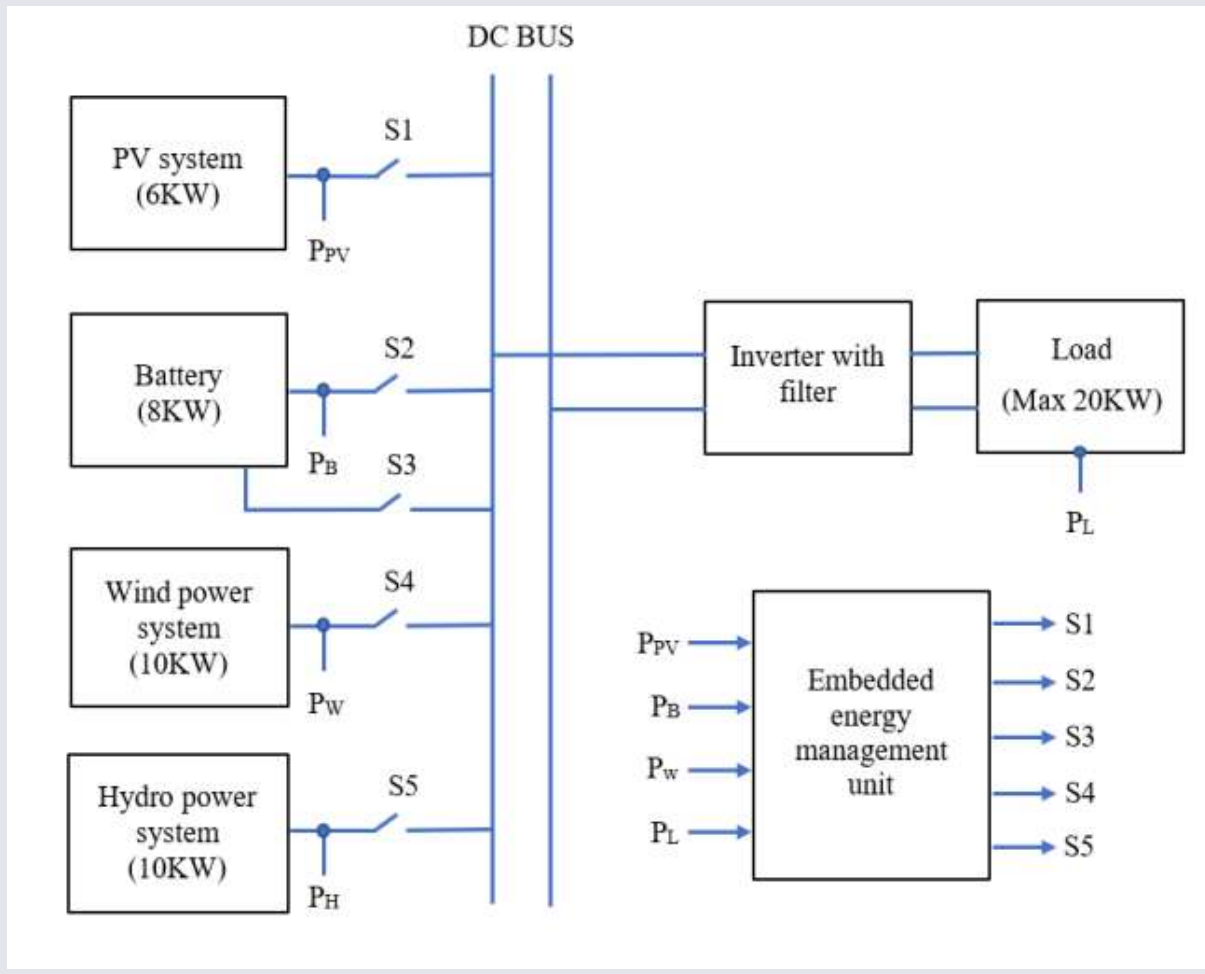 DC BUS
PV system
(6KW)
S1
PPV
Battery
(8KW)
S2
PB
S3
Inverter with
filter
Load
(Max 20KW)
PL
Wind power
system
(10KW)
S4
PW
Hydro power
system
(10KW)
S5
PH
PPV
PB
Pw
PL
Embedded
energy
management
unit
S1
S2
S3
S4
S5